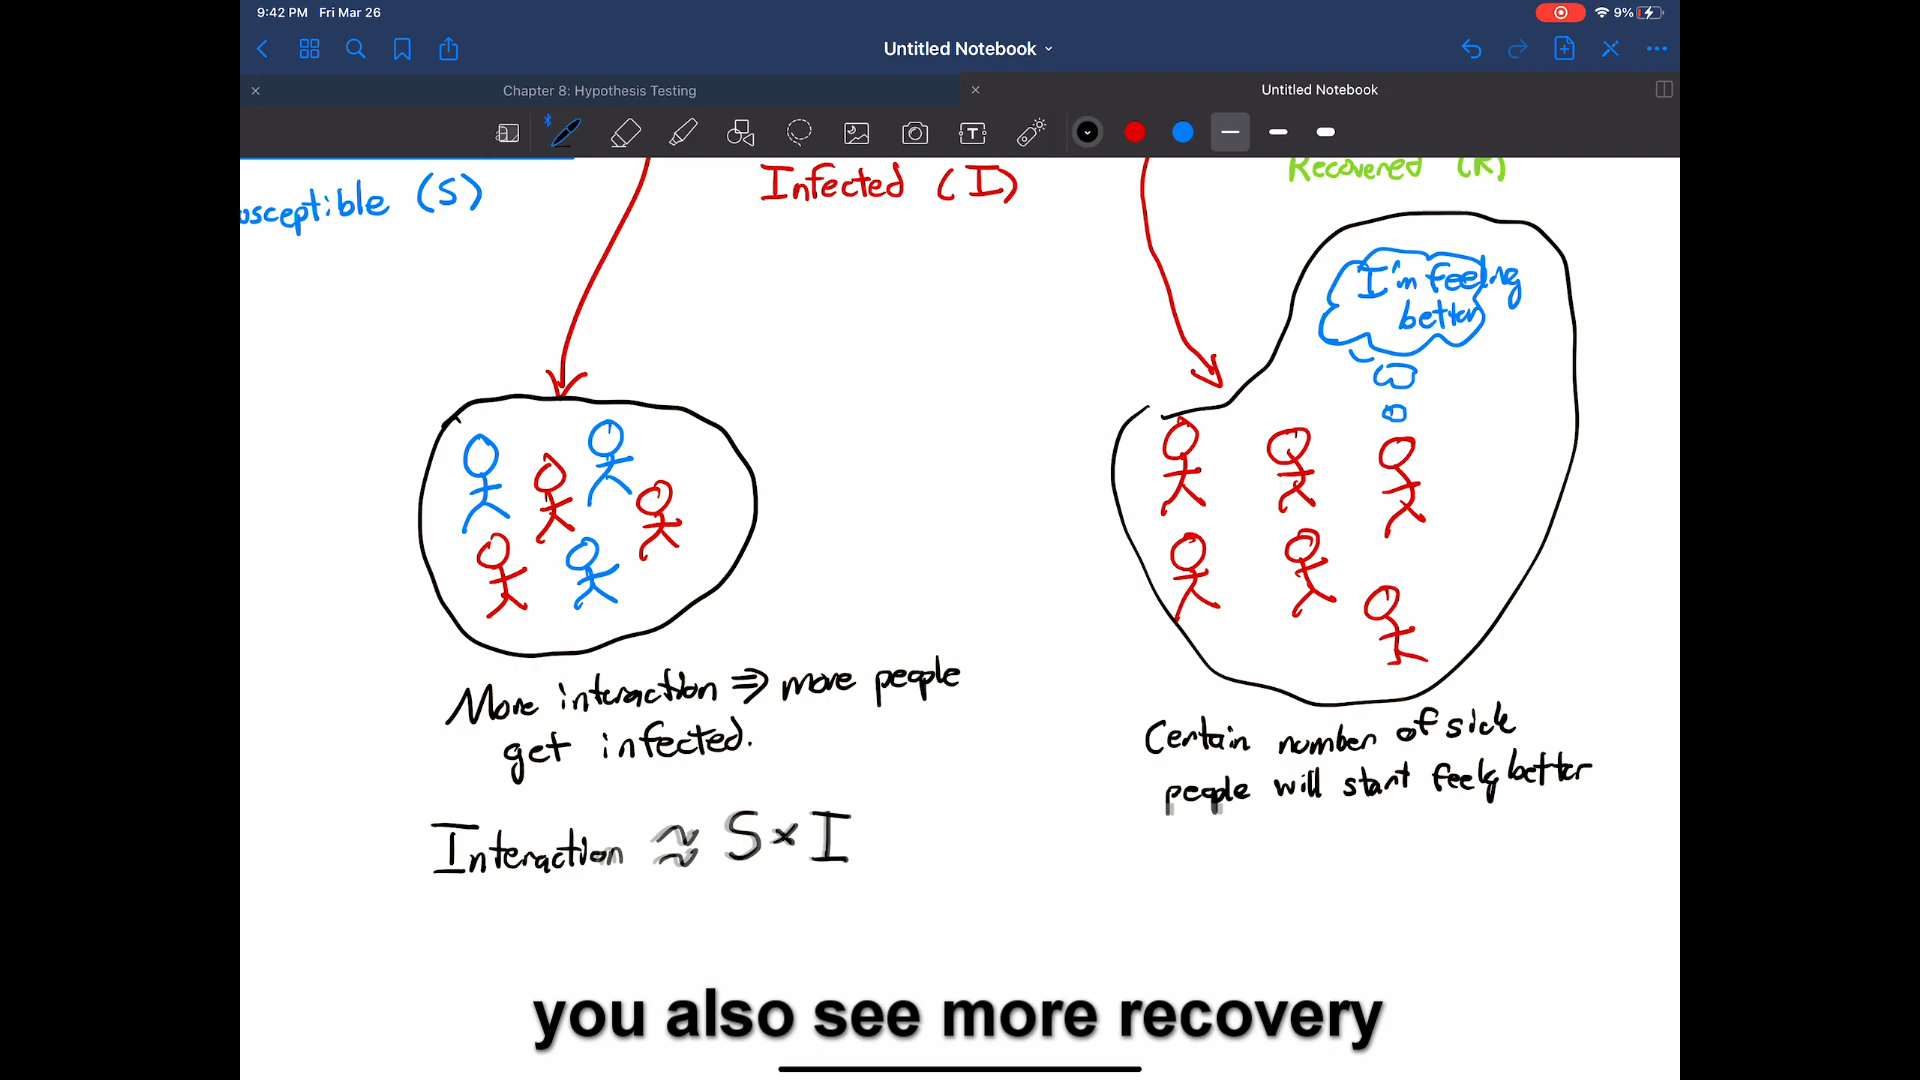 9:42 PM Fri Mar 26
9%
Untitled Notebook
Chapter 8: Hypothesis Testing
Untitled Notebook
T
usceptible (S)
Infected (I)
Recovered (R)
I'm feeling
better
More interaction ⇒ more people
get infected.
Interaction ≈ S × I
Certain number of sick
people will start feelg better
you also see more recovery